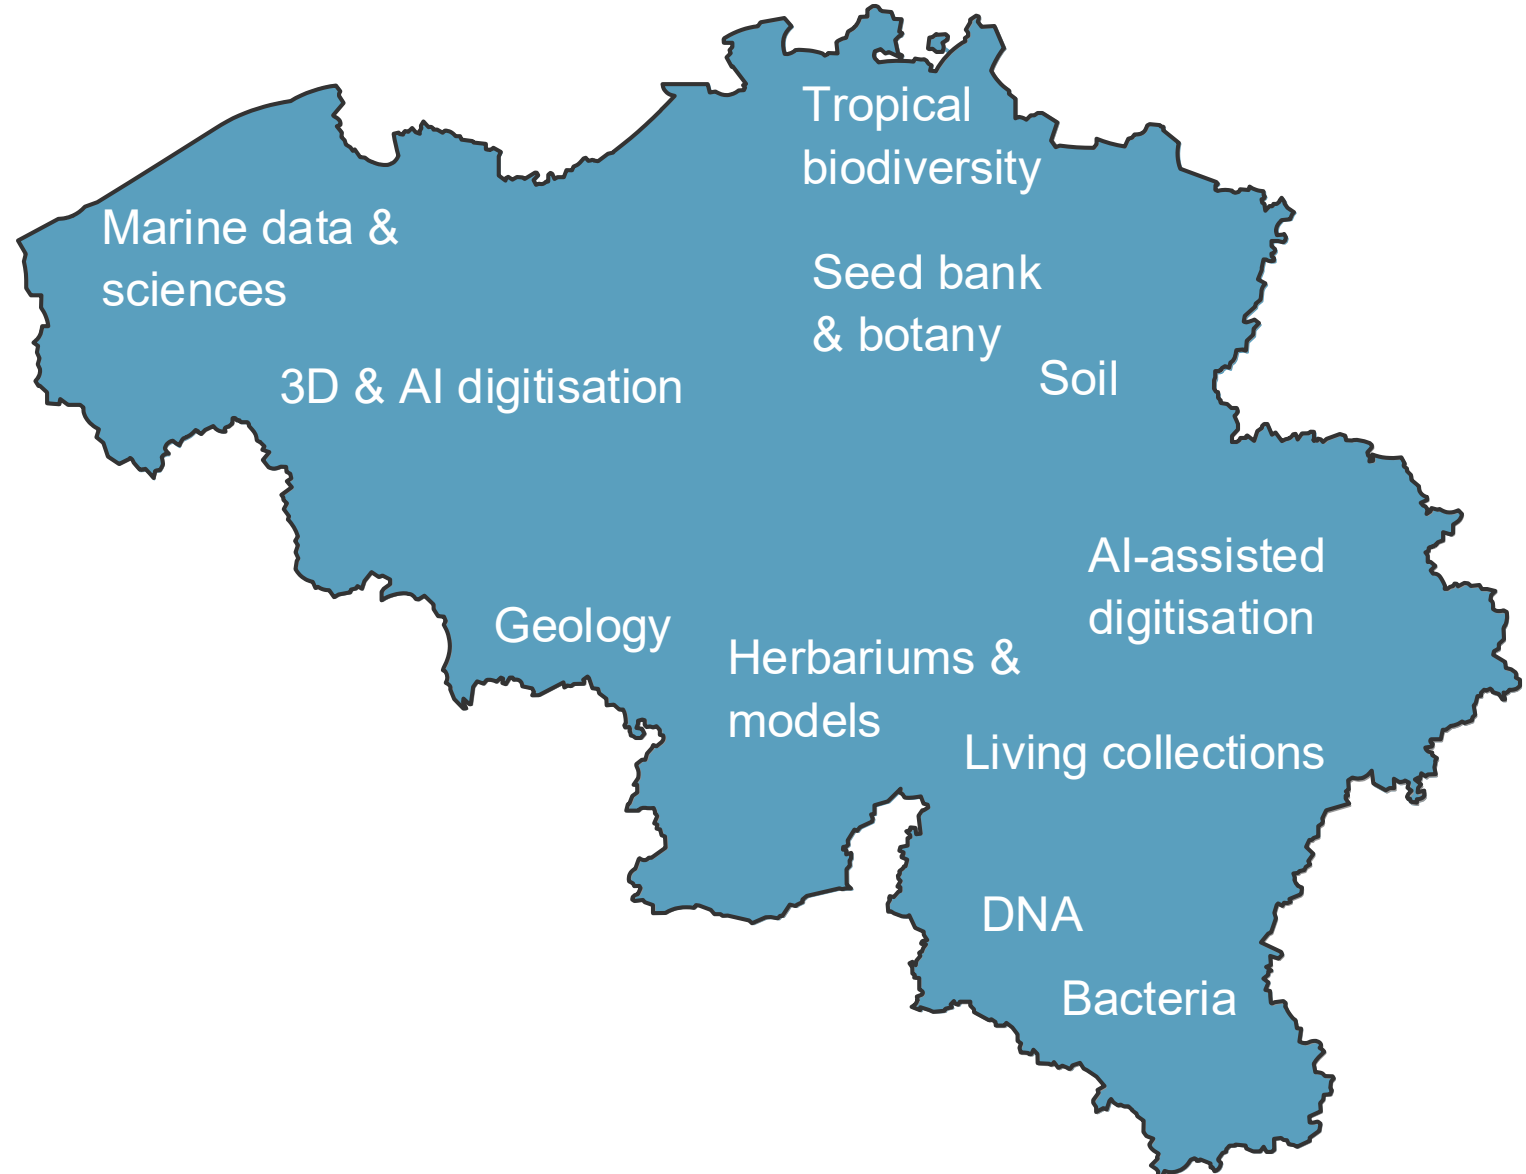 Tropical
biodiversity
Marine data &
sciences
Seed bank
& botany
Soil
3D & AI digitisation
AI-assisted
digitisation
Geology
Herbariums &
models
Living collections
DNA
Bacteria